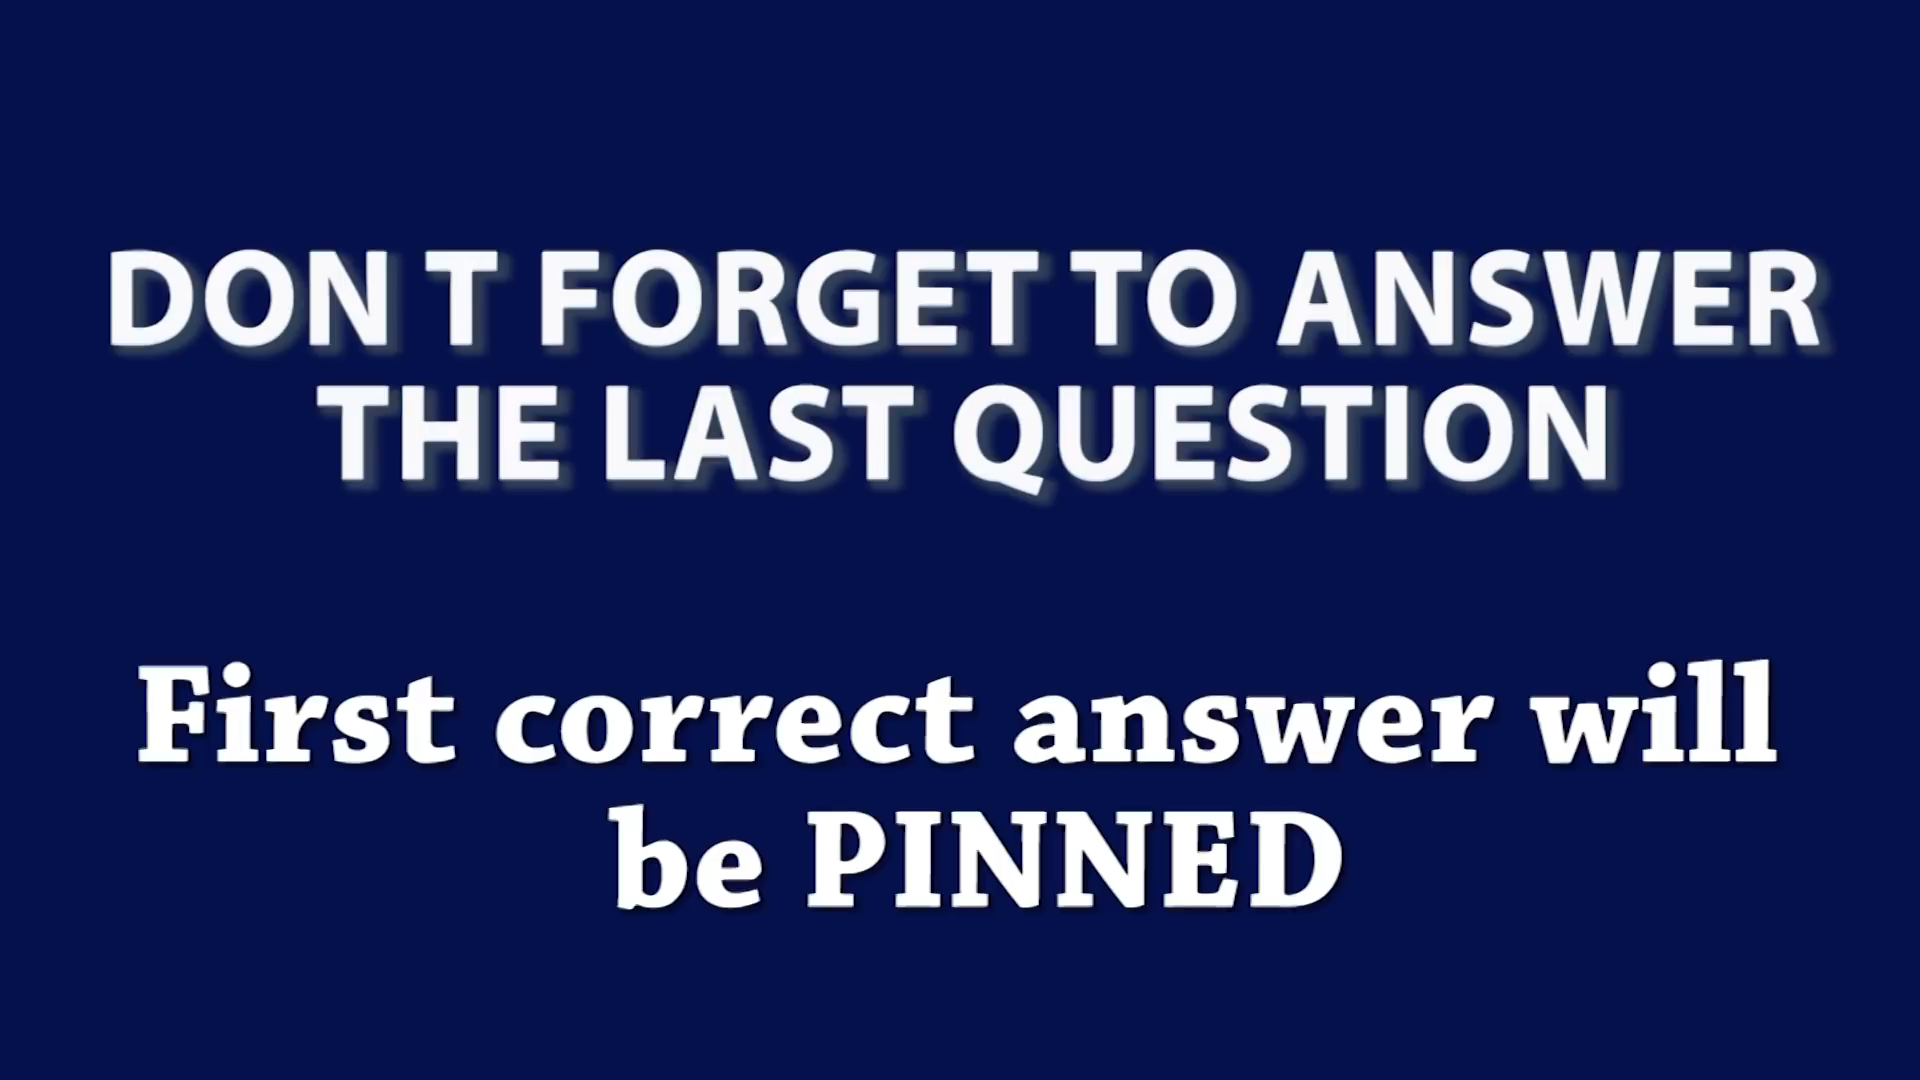 DON T FORGET TO ANSWER
THE LAST QUESTION
First correct answer will
be PINNED